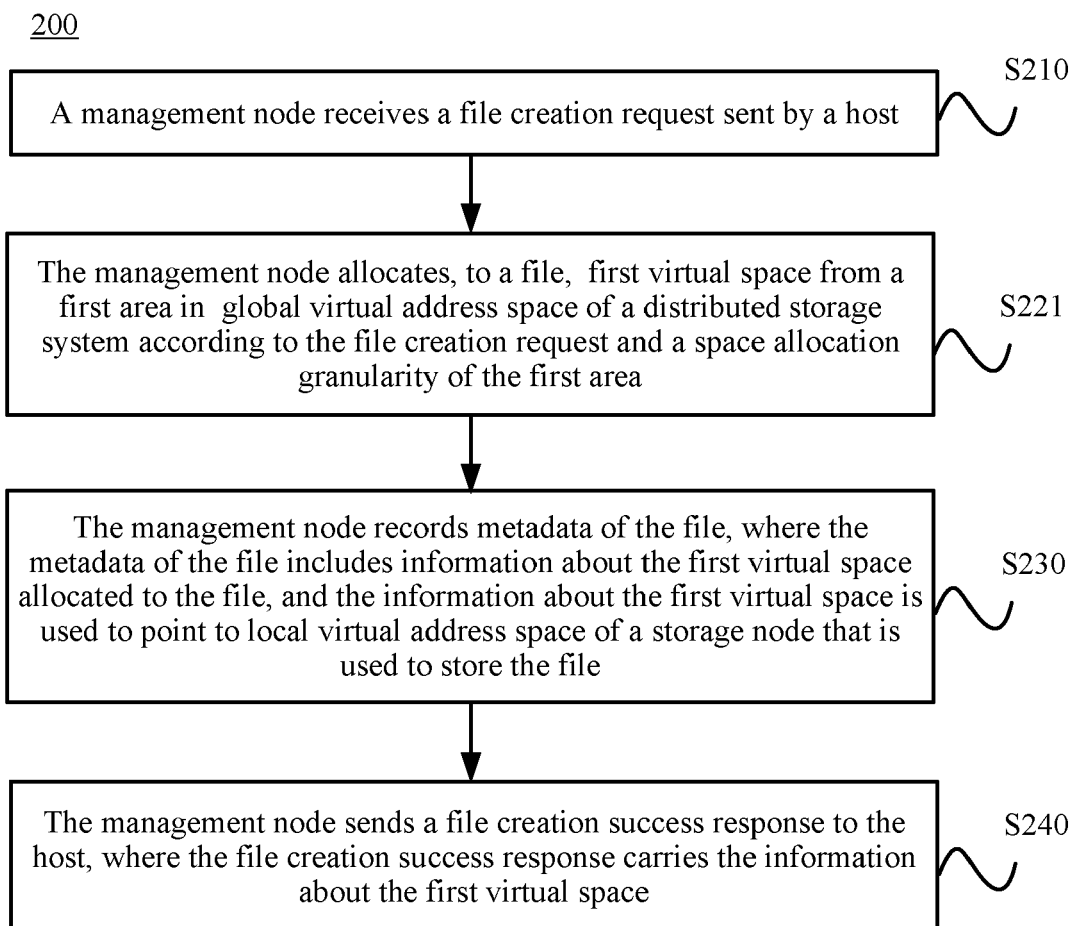 200
S210
A management node receives a file creation request sent by a host
The management node allocates, to a file, first virtual space from a
first area in global virtual address space of a distributed storage
system according to the file creation request and a space allocation
granularity of the first area
S221
The management node records metadata of the file, where the
metadata of the file includes information about the first virtual space
allocated to the file, and the information about the first virtual space is
used to point to local virtual address space of a storage node that is
used to store the file
S230
The management node sends a file creation success response to the
host, where the file creation success response carries the information
about the first virtual space
S240